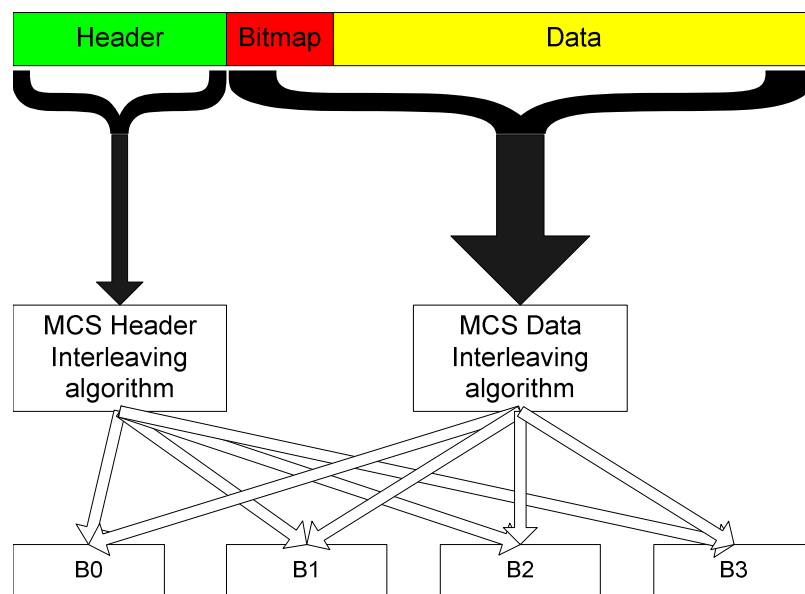 Header Bitmap Data
MCS Header
Interleaving
algorithm
MCS Data
Interleaving
algorithm
B0 B1 B2 B3